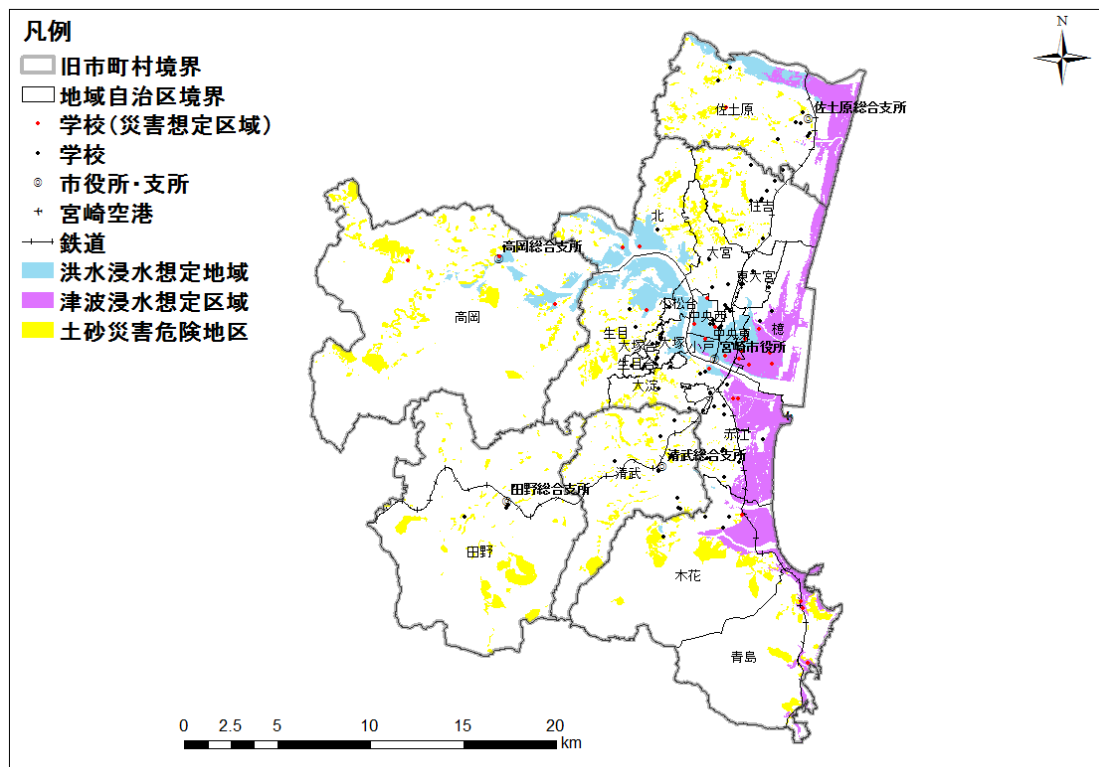 凡例
旧市町村境界
地域自治区境界
学校(災害想定区域)
学校
市役所・支所
宮崎空港
鉄道
洪水浸水想定地域
津波浸水想定区域
土砂災害危険地区
N
佐土原
佐土原総合支所
住吉
北
高岡総合支所
大宮
東大宮
高岡
小松台
中央西
中央東
檍
生目
大塚台
大塚
小戸
宮崎市役所
生目台
大淀
赤江
清武総合支所
清武
田野総合支所
田野
木花
青島
0 2.5 5 10 15 20
km